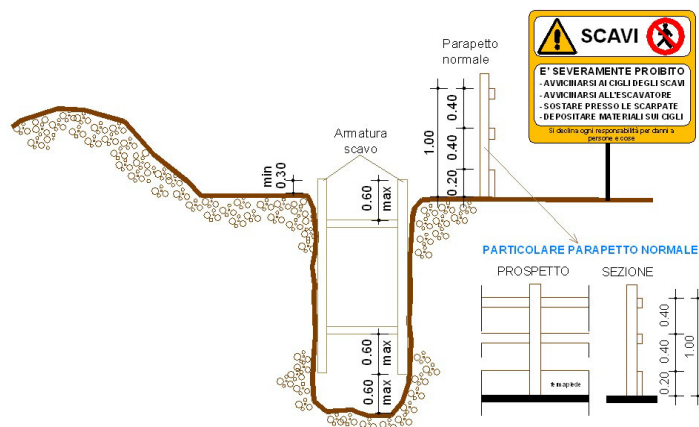 SCAVI
E' SEVERAMENTE PROIBITO
- AVVICINARSI AI CIGLI DEGLI SCAVI
- AVVICINARSI ALL'ESCAVATORE
- SOSTARE PRESSO LE SCARPATE
- DEPOSITARE MATERIALI SUI CIGLI
Si declina ogni responsabilità per danni a
persone e cose
Parapetto
normale
1.00
0.40
0.40
0.20
Armatura
scavo
min
0.30
0.60
max
0.60
max
0.60
max
PARTICOLARE PARAPETTO NORMALE
PROSPETTO
SEZIONE
0.40
0.40
0.20
1.00